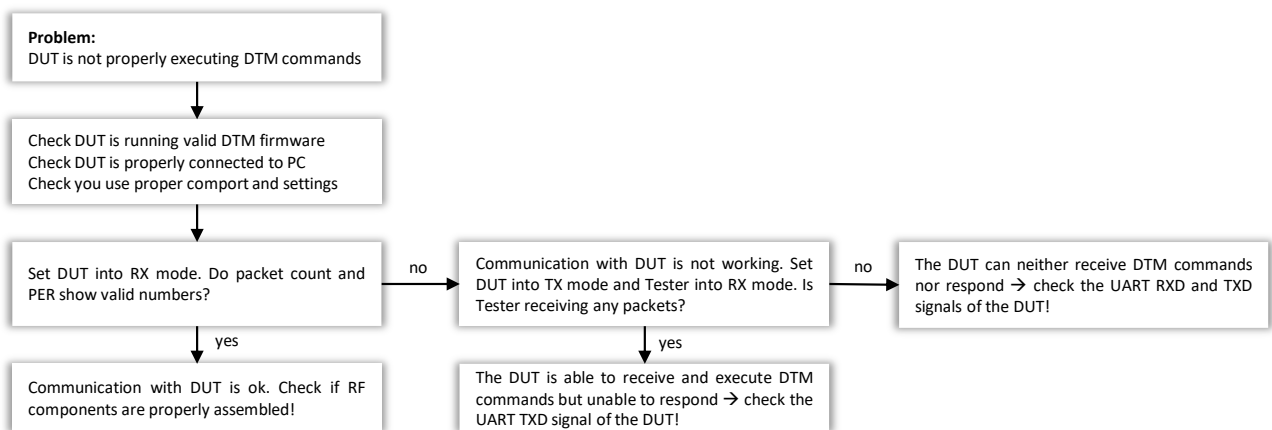 Problem:
DUT is not properly executing DTM commands
Check DUT is running valid DTM firmware
Check DUT is properly connected to PC
Check you use proper comport and settings
Set DUT into RX mode. Do packet count and
PER show valid numbers?
no
Communication with DUT is not working. Set
DUT into TX mode and Tester into RX mode. Is
Tester receiving any packets?
no
The DUT can neither receive DTM commands
nor respond → check the UART RXD and TXD
signals of the DUT!
yes
yes
Communication with DUT is ok. Check if RF
components are properly assembled!
The DUT is able to receive and execute DTM
commands but unable to respond → check the
UART TXD signal of the DUT!